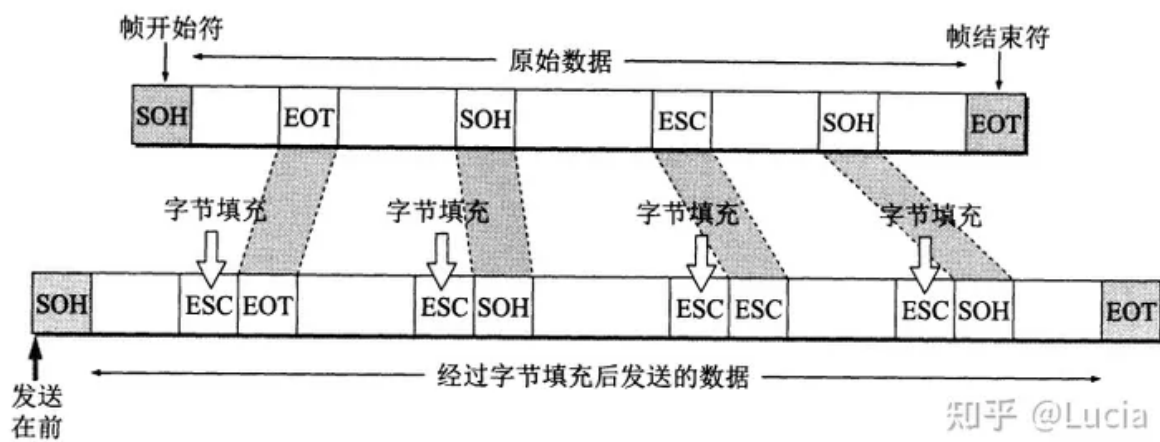 帧开始符
帧结束符
原始数据
SOH EOT SOH ESC SOH EOT
字节填充 字节填充 字节填充 字节填充
SOH ESC EOT ESC SOH ESC ESC ESC SOH EOT
经过字节填充后发送的数据
发送
在前
知乎 @Lucia